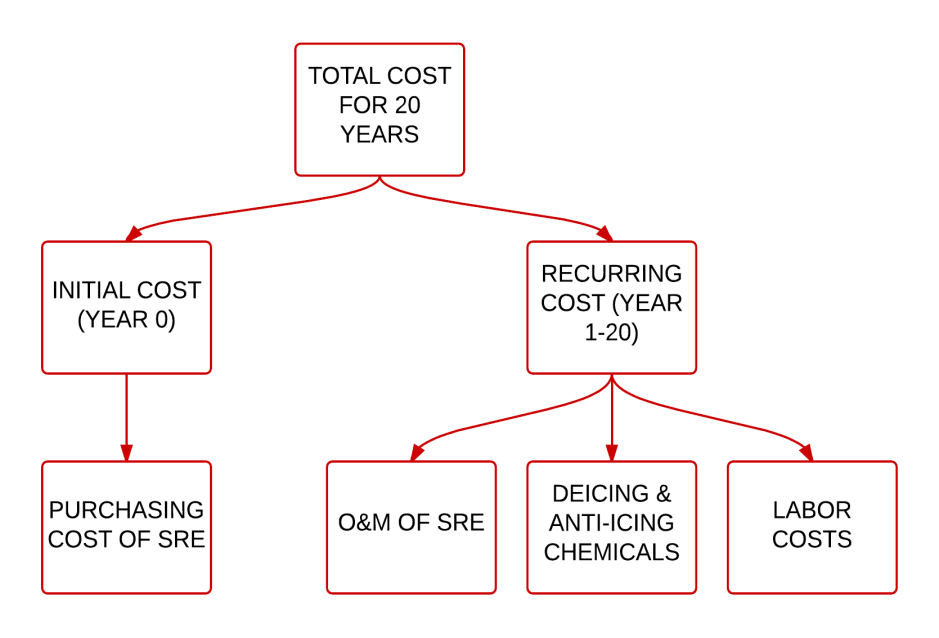 TOTAL COST
FOR 20
YEARS
INITIAL COST
(YEAR 0)
RECURRING
COST (YEAR
1-20)
PURCHASING
COST OF SRE
O&M OF SRE
DEICING &
ANTI-ICING
CHEMICALS
LABOR
COSTS